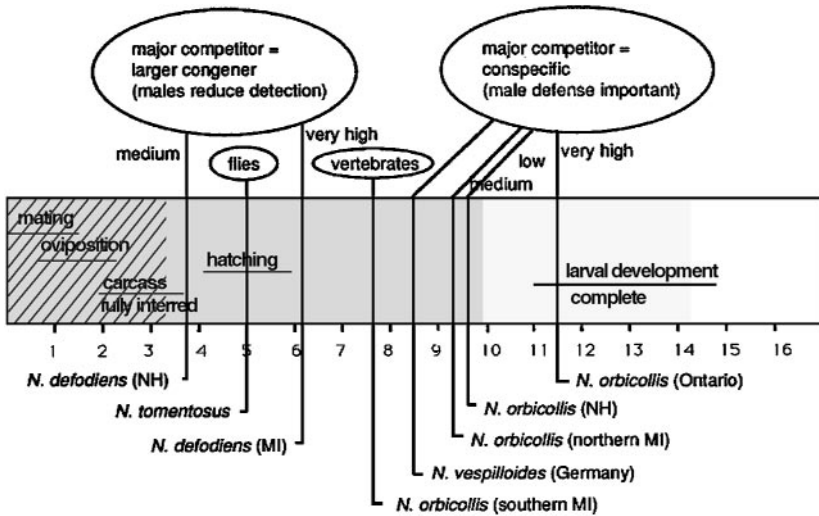 major competitor =
larger congener
(males reduce detection)
major competitor =
conspecific
(male defense important)
medium
flies
very high
vertebrates
low
medium
very high
mating
oviposition
carcass
fully interred
hatching
larval development
complete
1 2 3 4 5 6 7 8 9 10 11 12 13 14 15 16
N. defodiens (NH)
N. tomentosus
N. defodiens (MI)
N. orbicollis (Ontario)
N. orbicollis (NH)
N. orbicollis (northern MI)
N. vespilloides (Germany)
N. orbicollis (southern MI)